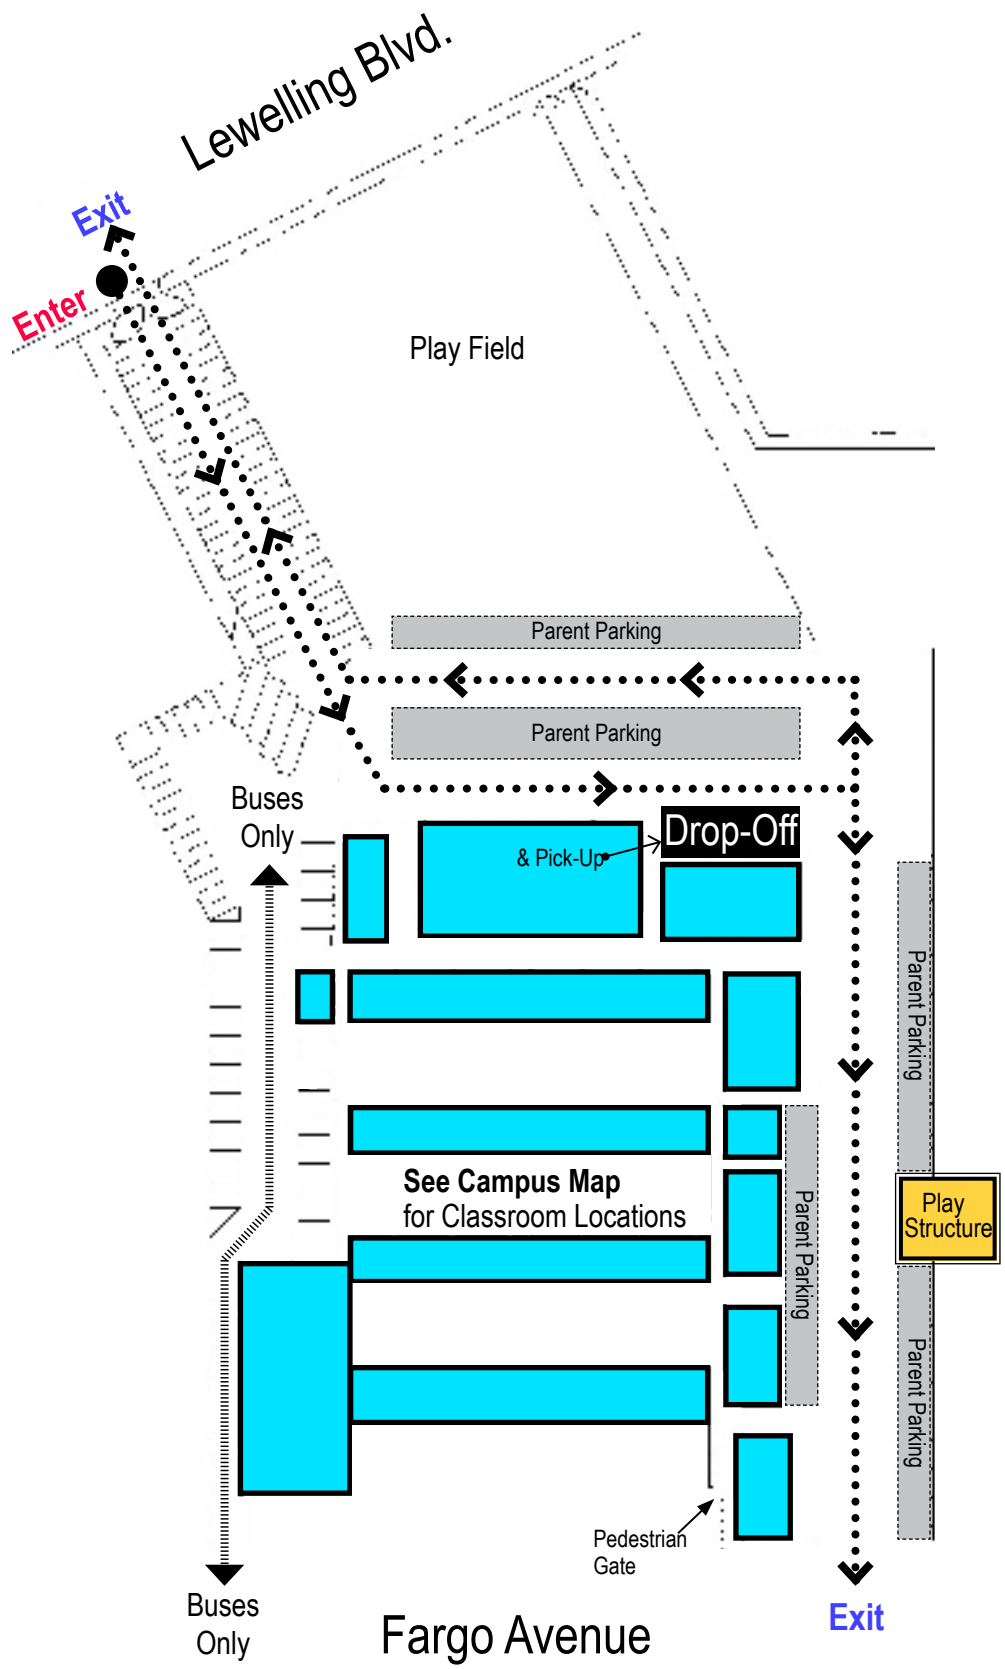 Lewelling Blvd.
Exit
Enter
Play Field
Parent Parking
Parent Parking
Buses
Only
Drop-Off
& Pick-Up
Parent Parking
See Campus Map
for Classroom Locations
Parent Parking
Play
Structure
Parent Parking
Pedestrian
Gate
Buses
Only
Fargo Avenue
Exit